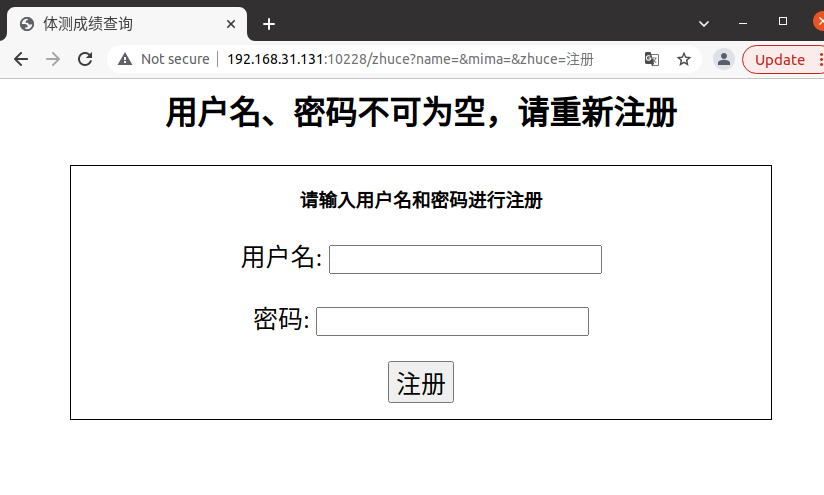 体测成绩查询
Not secure
192.168.31.131:10228/zhuce?name=&mima=&zhuce=注册
Update
用户名、密码不可为空，请重新注册
请输入用户名和密码进行注册
用户名:
密码:
注册